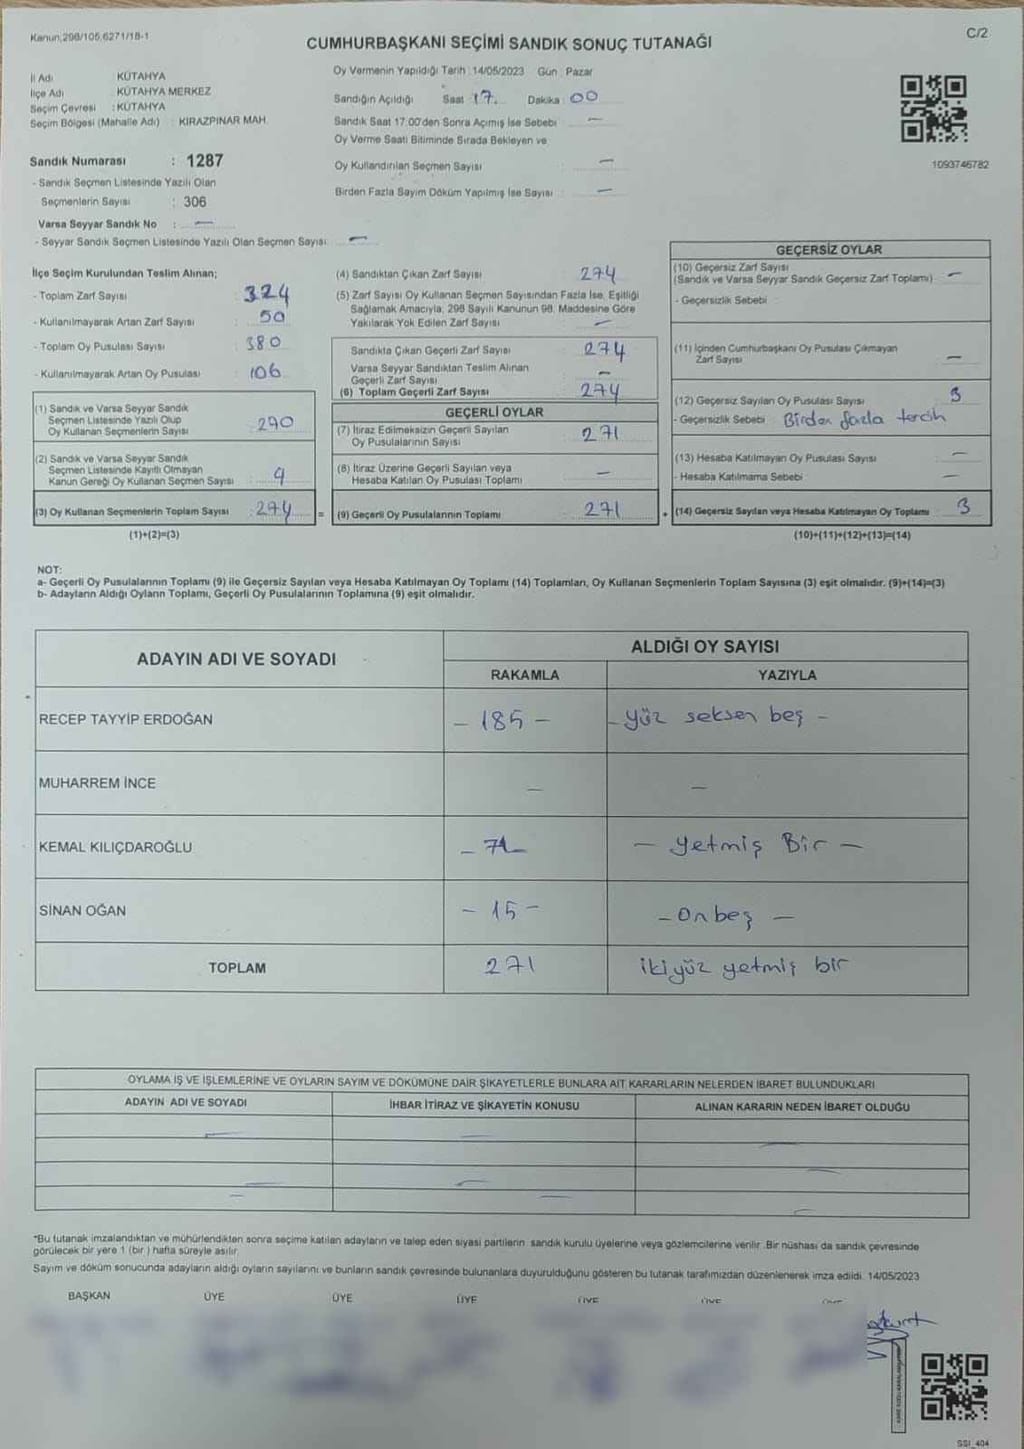 Kanun;298/105,6271/18-1
C/2
CUMHURBAŞKANI SEÇİMİ SANDIK SONUÇ TUTANAĞI
İl Adı : KÜTAHYA
İlçe Adı : KÜTAHYA MERKEZ
Seçim Çevresi : KÜTAHYA
Seçim Bölgesi (Mahalle Adı) : KIRAZPINAR MAH.
Oy Vermenin Yapıldığı Tarih : 14/05/2023 Gün : Pazar
Sandığın Açıldığı Saat 17. Dakika : 00
Sandık Saat 17:00'den Sonra Açımış İse Sebebi : —
Oy Verme Saati Bitiminde Sırada Bekleyen ve
Oy Kullandırılan Seçmen Sayısı : —
Birden Fazla Sayım Döküm Yapılmış İse Sayısı : —
1093746782
Sandık Numarası : 1287
- Sandık Seçmen Listesinde Yazılı Olan
Seçmenlerin Sayısı : 306
Varsa Seyyar Sandık No : —
- Seyyar Sandık Seçmen Listesinde Yazılı Olan Seçmen Sayısı: —
İlçe Seçim Kurulundan Teslim Alınan;
- Toplam Zarf Sayısı : 324
- Kullanılmayarak Artan Zarf Sayısı : 50
- Toplam Oy Pusulası Sayısı : 380
- Kullanılmayarak Artan Oy Pusulası : 106
(1) Sandık ve Varsa Seyyar Sandık
Seçmen Listesinde Yazılı Olup
Oy Kullanan Seçmenlerin Sayısı : 270
(2) Sandık ve Varsa Seyyar Sandık
Seçmen Listesinde Kayıtlı Olmayan
Kanun Gereği Oy Kullanan Seçmen Sayısı : 4
(3) Oy Kullanan Seçmenlerin Toplam Sayısı : 274 =
(1)+(2)=(3)
(4) Sandıktan Çıkan Zarf Sayısı : 274
(5) Zarf Sayısı Oy Kullanan Seçmen Sayısından Fazla İse, Eşitliği
Sağlamak Amacıyla; 298 Sayılı Kanunun 98. Maddesine Göre
Yakılarak Yok Edilen Zarf Sayısı : —
Sandıkta Çıkan Geçerli Zarf Sayısı : 274
Varsa Seyyar Sandıktan Teslim Alınan
Geçerli Zarf Sayısı : —
(6) Toplam Geçerli Zarf Sayısı : 274
GEÇERLİ OYLAR
(7) İtiraz Edilmeksizin Geçerli Sayılan
Oy Pusulalarının Sayısı : 271
(8) İtiraz Üzerine Geçerli Sayılan veya
Hesaba Katılan Oy Pusulası Toplamı : —
(9) Geçerli Oy Pusulalarının Toplamı : 271 +
GEÇERSİZ OYLAR
(10) Geçersiz Zarf Sayısı
(Sandık ve Varsa Seyyar Sandık Geçersiz Zarf Toplamı) : —
- Geçersizlik Sebebi :
(11) İçinden Cumhurbaşkanı Oy Pusulası Çıkmayan
Zarf Sayısı : —
(12) Geçersiz Sayılan Oy Pusulası Sayısı : 3
- Geçersizlik Sebebi : Birden fazla tercih
(13) Hesaba Katılmayan Oy Pusulası Sayısı : —
- Hesaba Katılmama Sebebi : —
(14) Geçersiz Sayılan veya Hesaba Katılmayan Oy Toplamı : 3
(10)+(11)+(12)+(13)=(14)
NOT:
a- Geçerli Oy Pusulalarının Toplamı (9) ile Geçersiz Sayılan veya Hesaba Katılmayan Oy Toplamı (14) Toplamları, Oy Kullanan Seçmenlerin Toplam Sayısına (3) eşit olmalıdır. (9)+(14)=(3)
b- Adayların Aldığı Oyların Toplamı, Geçerli Oy Pusulalarının Toplamına (9) eşit olmalıdır.
ADAYIN ADI VE SOYADI
ALDIĞI OY SAYISI
RAKAMLA YAZIYLA
RECEP TAYYİP ERDOĞAN – 185 – – yüz seksen beş –
MUHARREM İNCE — —
KEMAL KILIÇDAROĞLU – 71 – – yetmiş Bir –
SİNAN OĞAN – 15 – – Onbeş –
TOPLAM 271 ikiyüz yetmiş bir
OYLAMA İŞ VE İŞLEMLERİNE VE OYLARIN SAYIM VE DÖKÜMÜNE DAİR ŞİKAYETLERLE BUNLARA AİT KARARLARIN NELERDEN İBARET BULUNDUKLARI
ADAYIN ADI VE SOYADI İHBAR İTİRAZ VE ŞİKAYETİN KONUSU ALINAN KARARIN NEDEN İBARET OLDUĞU
*Bu tutanak imzalandıktan ve mühürlendikten sonra seçime katılan adayların ve talep eden siyasi partilerin sandık kurulu üyelerine veya gözlemcilerine verilir. Bir nüshası da sandık çevresinde
görülecek bir yere 1 (bir ) hafta süreyle asılır.
Sayım ve döküm sonucunda adayların aldığı oyların sayılarını ve bunların sandık çevresinde bulunanlara duyurulduğunu gösteren bu tutanak tarafımızdan düzenlenerek imza edildi. 14/05/2023
BAŞKAN ÜYE ÜYE ÜYE ÜYE ÜYE ÜYE
SSI_404